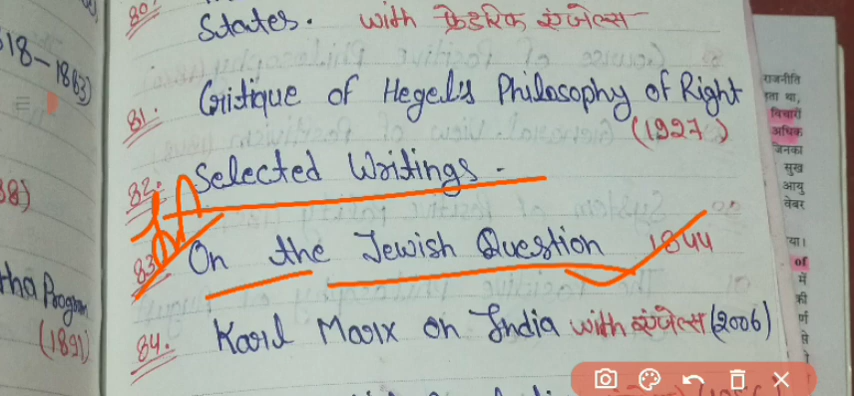 80.
States. with फ्रेडरिक एंजेल्स
18-1883)
81. Critique of Hegel's Philosophy of Right
(1927)
82. Selected Writings -
38)
83. On the Jewish Question 1844
tha Program
(1891)
84. Karl Marx on India with एंजेल्स (2006)
राजनीति
विचारों
अधिक
जिनका
सुख
आयु
वेबर
of
में
की